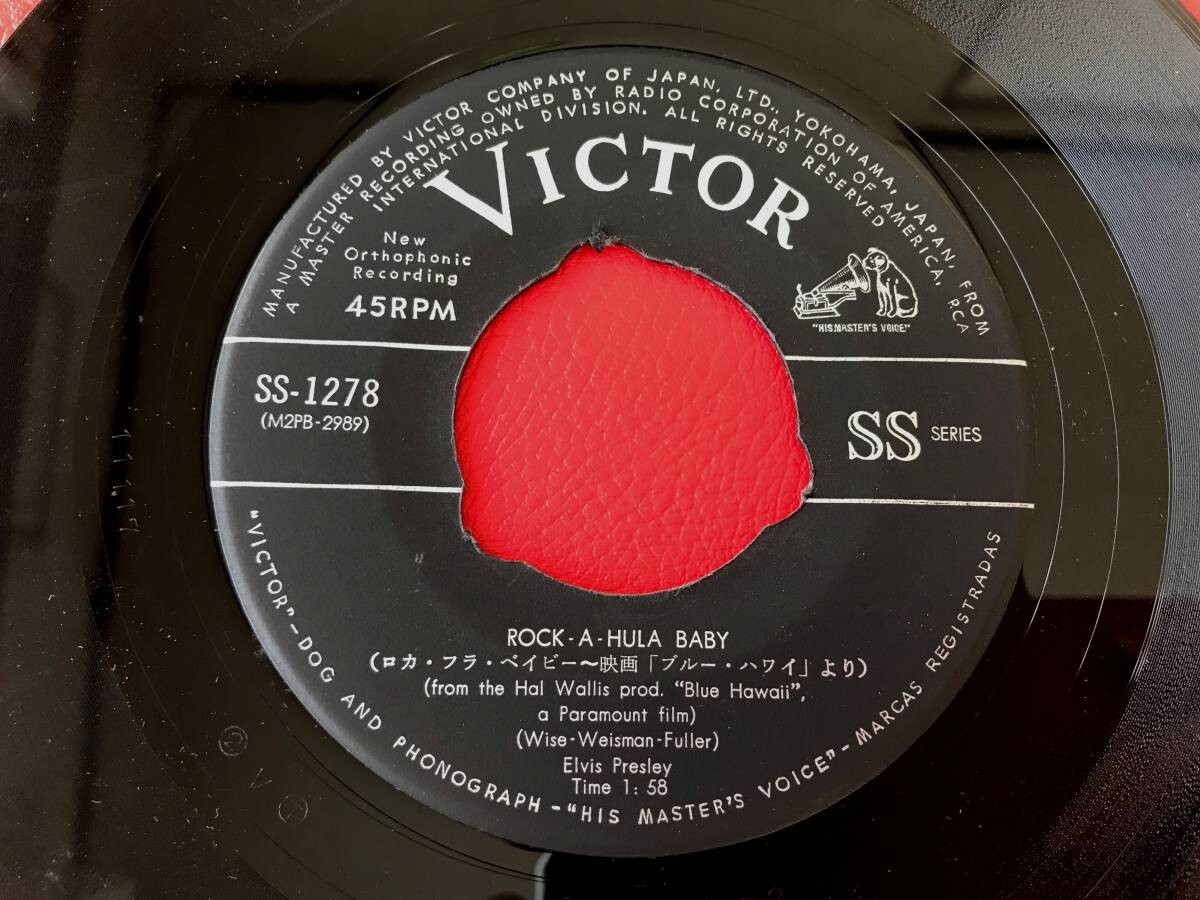 MANUFACTURED BY VICTOR COMPANY OF JAPAN, LTD., YOKOHAMA, JAPAN, FROM
A MASTER RECORDING OWNED BY RADIO CORPORATION OF AMERICA, RCA
INTERNATIONAL DIVISION. ALL RIGHTS RESERVED
VICTOR
New
Orthophonic
Recording
45RPM
"HIS MASTER'S VOICE"
SS-1278
(M2PB-2989)
SS SERIES
ROCK-A-HULA BABY
(ロカ・フラ・ベイビー〜映画「ブルー・ハワイ」より)
(from the Hal Wallis prod. "Blue Hawaii",
a Paramount film)
(Wise-Weisman-Fuller)
Elvis Presley
Time 1:58
"VICTOR"-DOG AND PHONOGRAPH-"HIS MASTER'S VOICE"-MARCAS REGISTRADAS